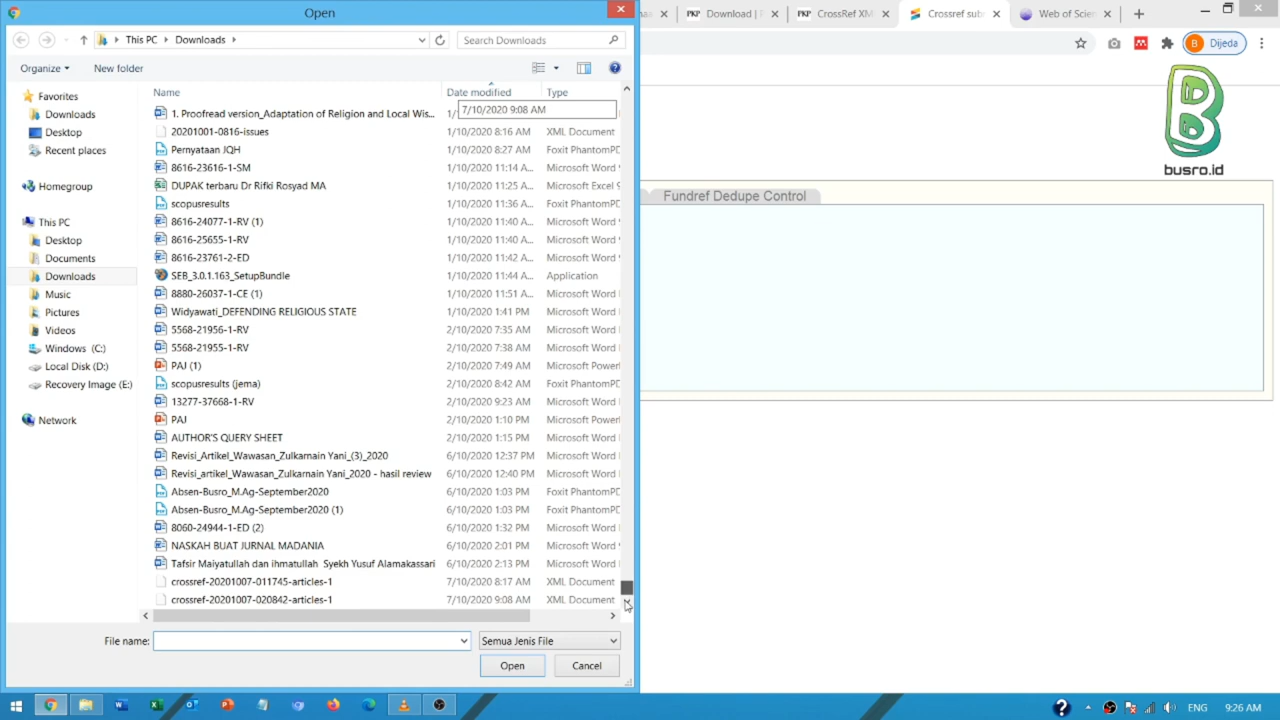 Open
This PC
Downloads
Search Downloads
Organize
New folder
Name
Date modified
Type
7/10/2020 9:08 AM
Favorites
Downloads
Desktop
Recent places
Homegroup
This PC
Desktop
Documents
Downloads
Music
Pictures
Videos
Windows (C:)
Local Disk (D:)
Recovery Image (E:)
Network
1. Proofread version_Adaptation of Religion and Local Wis...
20201001-0816-issues 1/10/2020 8:16 AM XML Document
Pernyataan JQH 1/10/2020 8:27 AM Foxit PhantomPD
8616-23616-1-SM 1/10/2020 11:14 A... Microsoft Word
DUPAK terbaru Dr Rifki Rosyad MA 1/10/2020 11:25 A... Microsoft Excel 9
scopusresults 1/10/2020 11:36 A... Foxit PhantomPD
8616-24077-1-RV (1) 1/10/2020 11:40 A... Microsoft Word
8616-25655-1-RV 1/10/2020 11:40 A... Microsoft Word
8616-23761-2-ED 1/10/2020 11:42 A... Microsoft Word
SEB_3.0.1.163_SetupBundle 1/10/2020 11:44 A... Application
8880-26037-1-CE (1) 1/10/2020 11:51 A... Microsoft Word
Widyawati_DEFENDING RELIGIOUS STATE 1/10/2020 1:41 PM Microsoft Word
5568-21956-1-RV 2/10/2020 7:35 AM Microsoft Word
5568-21955-1-RV 2/10/2020 7:38 AM Microsoft Word
PAJ (1) 2/10/2020 7:49 AM Microsoft Powerl
scopusresults (jema) 2/10/2020 8:42 AM Foxit PhantomPD
13277-37668-1-RV 2/10/2020 9:23 AM Microsoft Word
PAJ 2/10/2020 1:10 PM Microsoft Powerl
AUTHOR'S QUERY SHEET 2/10/2020 1:15 PM Microsoft Word
Revisi_Artikel_Wawasan_Zulkarnain Yani_(3)_2020 6/10/2020 12:37 PM Microsoft Word
Revisi_artikel_Wawasan_Zulkarnain Yani_2020 - hasil review 6/10/2020 12:40 PM Microsoft Word
Absen-Busro_M.Ag-September2020 6/10/2020 1:03 PM Foxit PhantomPD
Absen-Busro_M.Ag-September2020 (1) 6/10/2020 1:03 PM Foxit PhantomPD
8060-24944-1-ED (2) 6/10/2020 1:32 PM Microsoft Word
NASKAH BUAT JURNAL MADANIA 6/10/2020 2:01 PM Microsoft Word
Tafsir Maiyatullah dan ihmatullah Syekh Yusuf Alamakassari 6/10/2020 2:13 PM Microsoft Word
crossref-20201007-011745-articles-1 7/10/2020 8:17 AM XML Document
crossref-20201007-020842-articles-1 7/10/2020 9:08 AM XML Document
File name:
Semua Jenis File
Open
Cancel
PKP Download | P
PKP CrossRef XM
Crossref sub
Web of Scien
B Dijeda
busro.id
Fundref Dedupe Control
ENG
9:26 AM